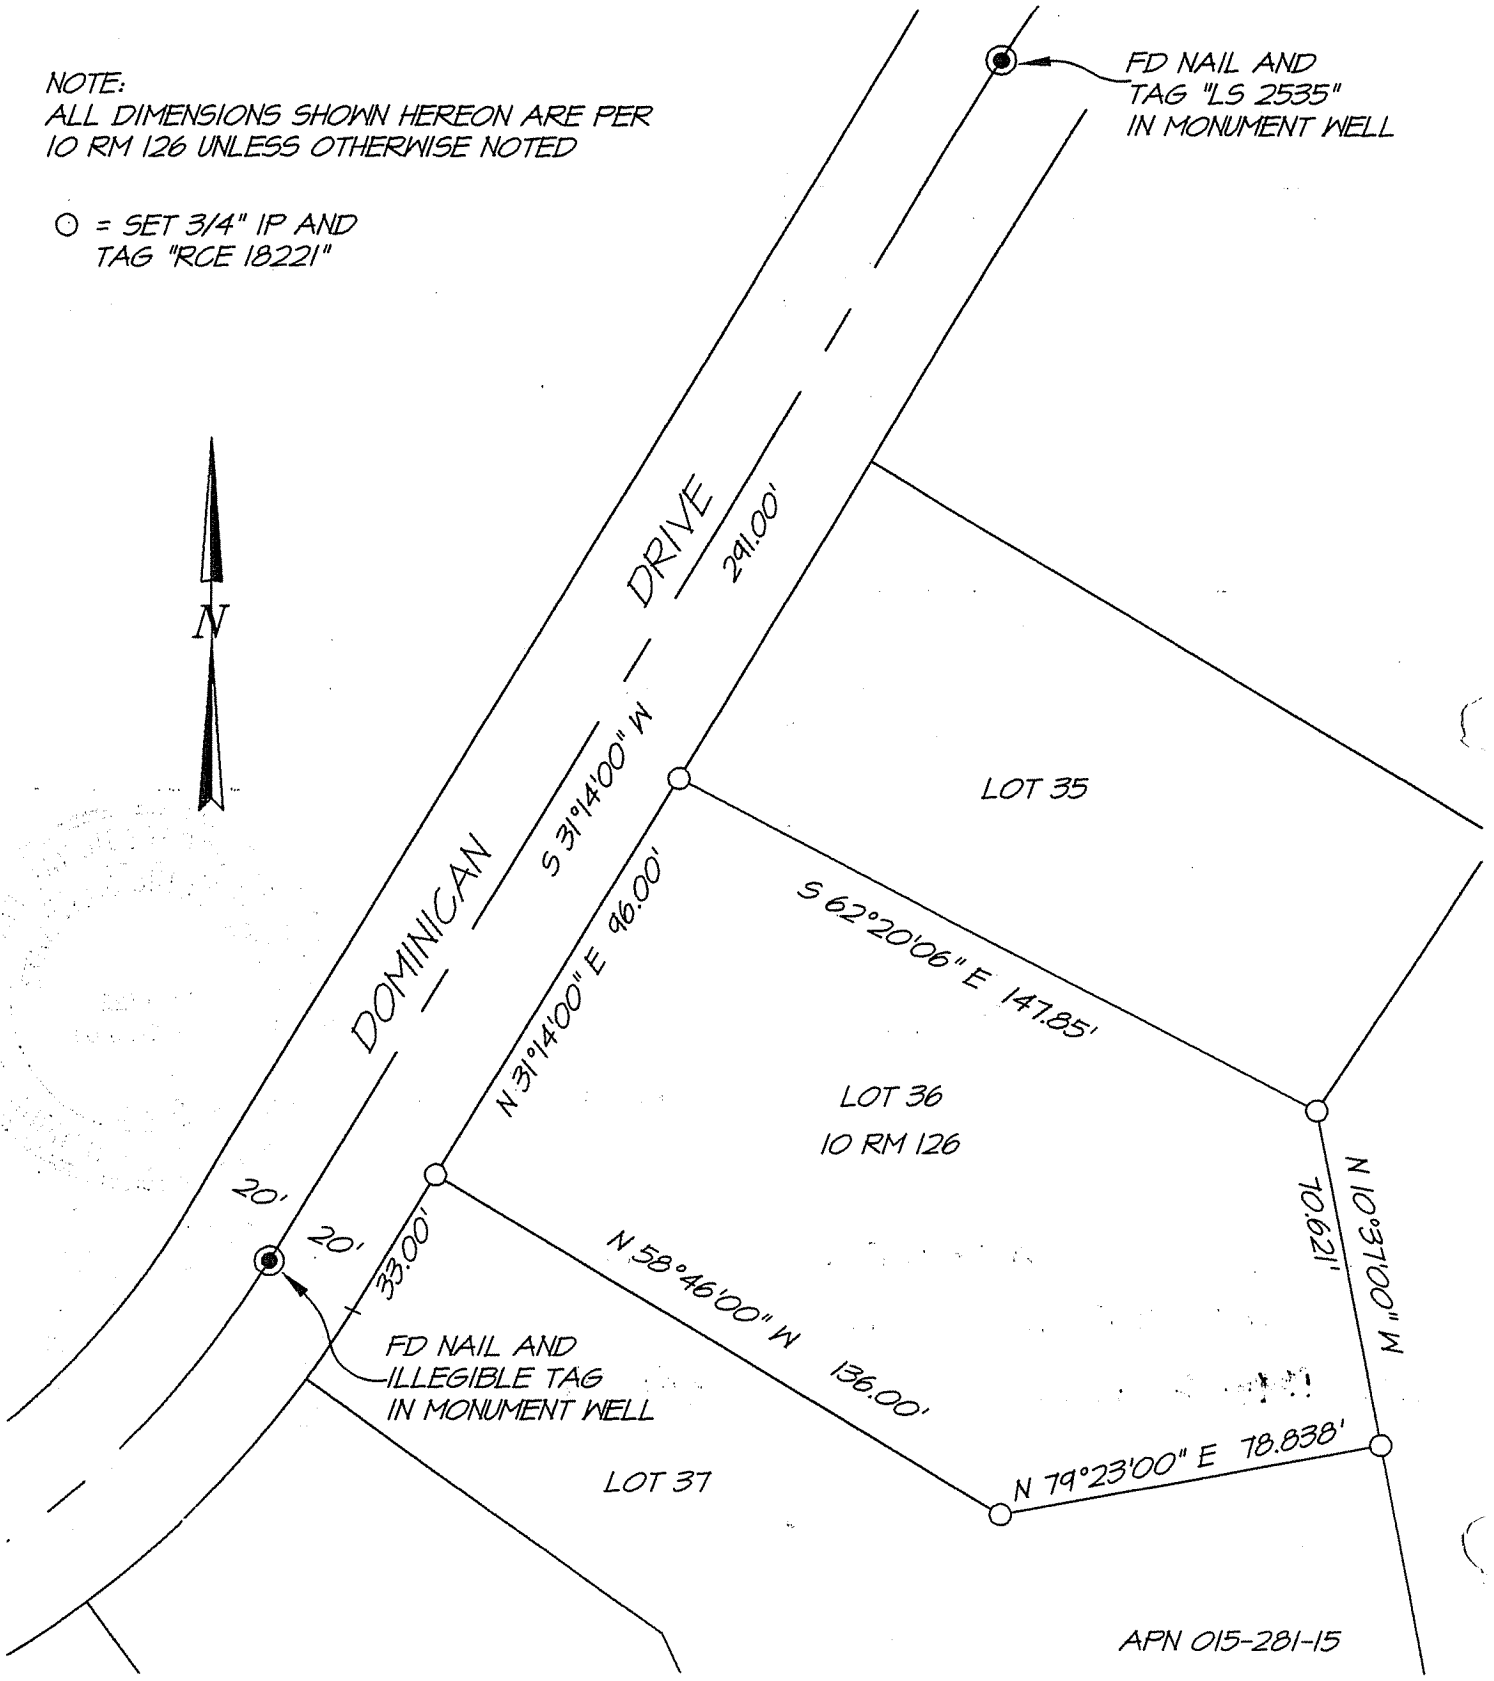 NOTE:
ALL DIMENSIONS SHOWN HEREON ARE PER
10 RM 126 UNLESS OTHERWISE NOTED
○ = SET 3/4" IP AND
TAG "RCE 18221"
FD NAIL AND
TAG "LS 2535"
IN MONUMENT WELL
N
DOMINICAN DRIVE
S 31°14'00" W 291.00'
N 31°14'00" E 96.00'
LOT 35
S 62°20'06" E 147.85'
LOT 36
10 RM 126
N 10°37'00" W
70.621'
20'
20'
33.00'
N 58°46'00" W 136.00'
FD NAIL AND
ILLEGIBLE TAG
IN MONUMENT WELL
N 79°23'00" E 78.838'
LOT 37
APN 015-281-15